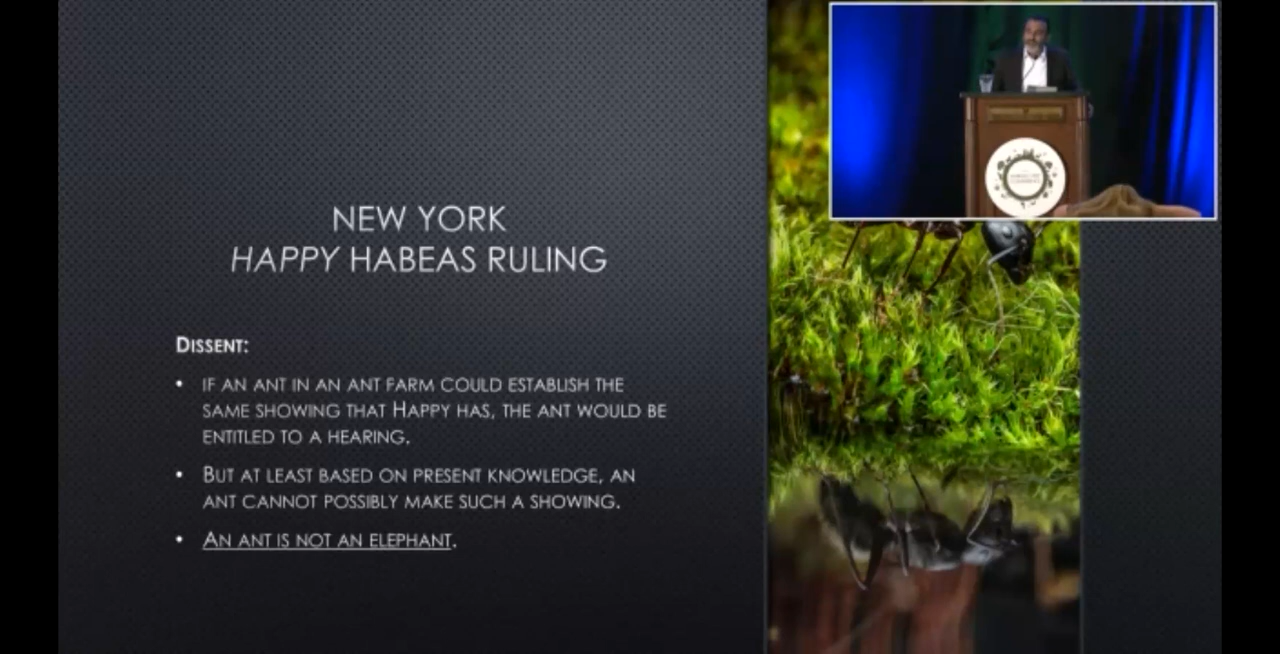 NEW YORK
HAPPY HABEAS RULING
DISSENT:
• IF AN ANT IN AN ANT FARM COULD ESTABLISH THE
SAME SHOWING THAT HAPPY HAS, THE ANT WOULD BE
ENTITLED TO A HEARING.
• BUT AT LEAST BASED ON PRESENT KNOWLEDGE, AN
ANT CANNOT POSSIBLY MAKE SUCH A SHOWING.
• AN ANT IS NOT AN ELEPHANT.